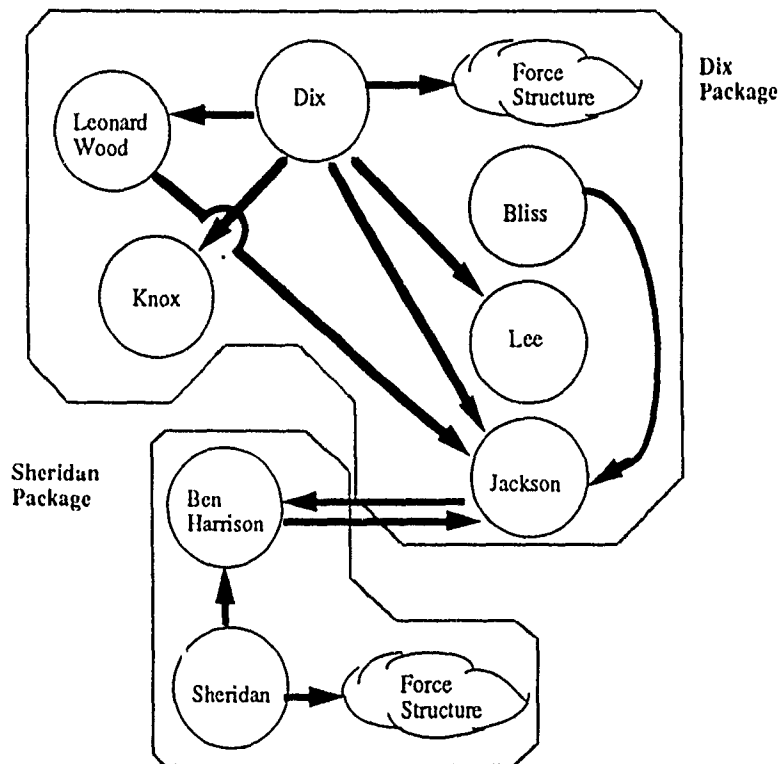 Dix
Package
Force
Structure
Dix
Leonard
Wood
Bliss
Knox
Lee
Jackson
Sheridan
Package
Ben
Harrison
Sheridan
Force
Structure